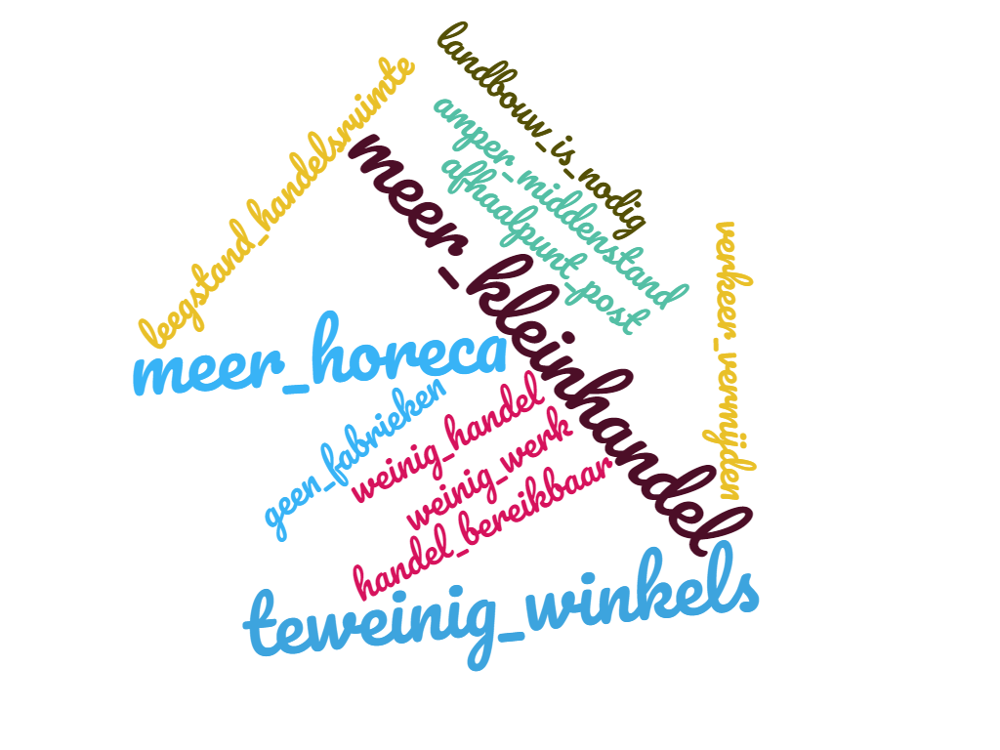 landbouw_is_nodig
leegstand_handelsruimte
amper_middenstand
afhaalpunt_post
meer_kleinhandel
verkeer_vermijden
meer_horeca
geen_fabrieken
weinig_handel
weinig_werk
handel_bereikbaar
teweinig_winkels